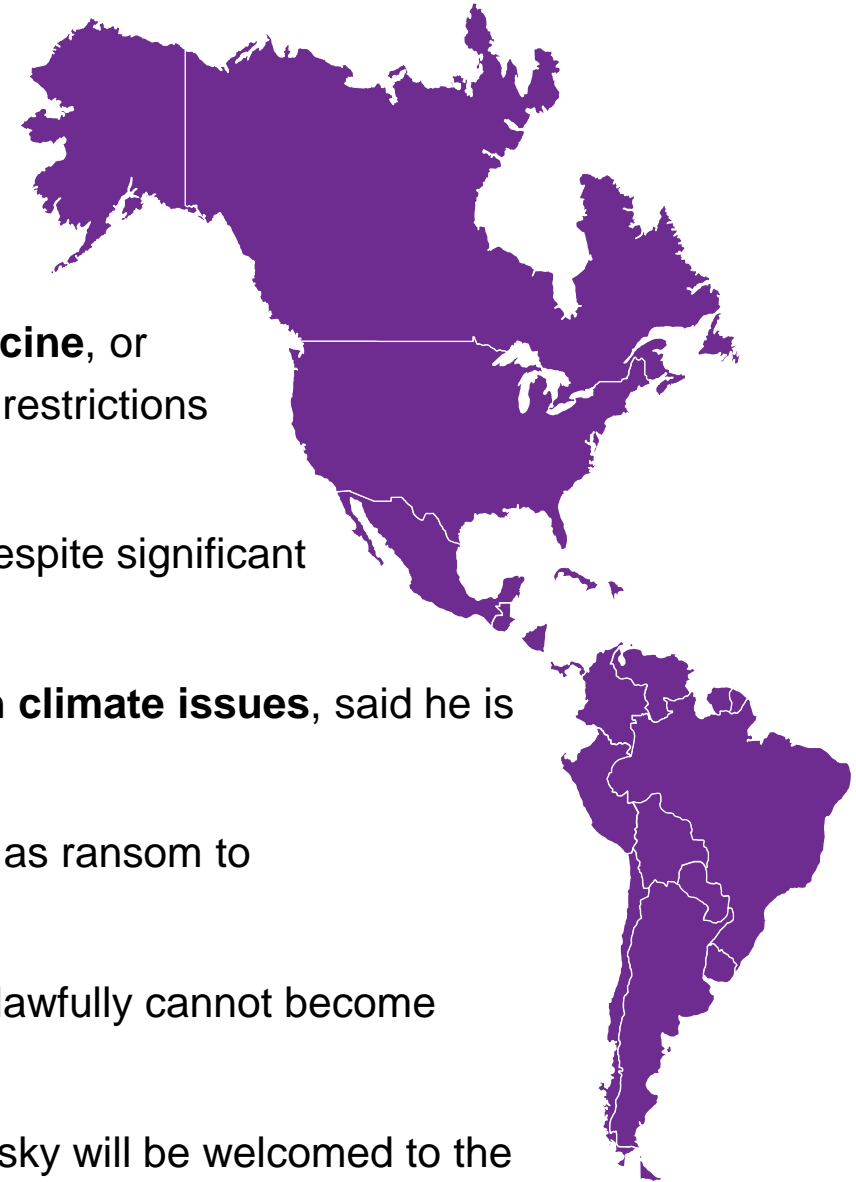 cine, or
restrictions
espite significant
n climate issues, said he is
as ransom to
lawfully cannot become
sky will be welcomed to the